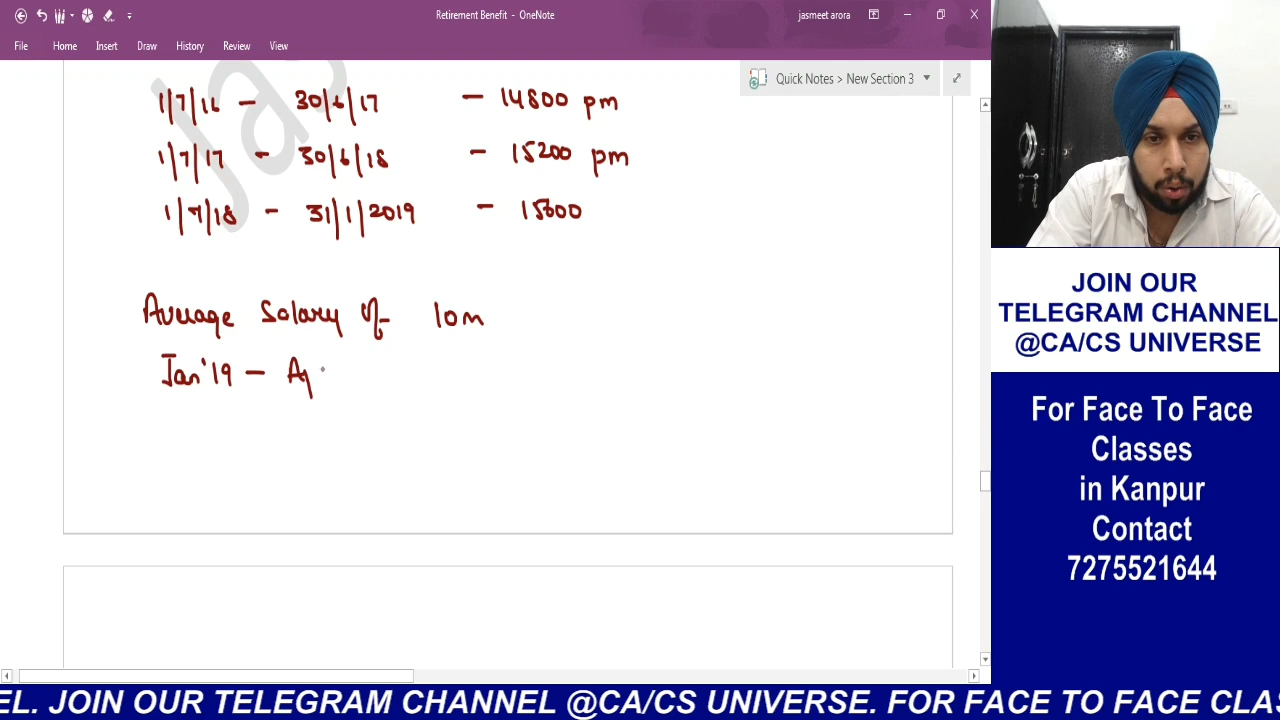 Retirement Benefit - OneNote
jasmeet arora
File Home Insert Draw History Review View
Quick Notes > New Section 3
Jas
1/7/16 - 30/6/17 - 14800 pm
1/7/17 - 30/6/18 - 15200 pm
1/7/18 - 31/1/2019 - 15600
Average Salary of 10m
Jan'19 - Ap
JOIN OUR
TELEGRAM CHANNEL
@CA/CS UNIVERSE
For Face To Face
Classes
in Kanpur
Contact
7275521644
EL. JOIN OUR TELEGRAM CHANNEL @CA/CS UNIVERSE. FOR FACE TO FACE CLAS